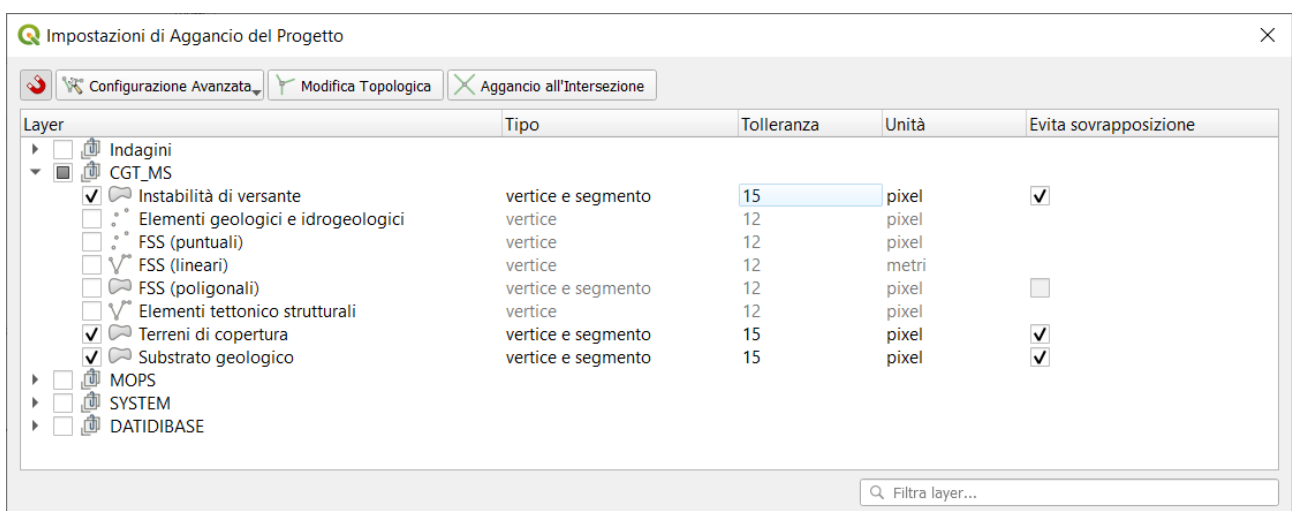 Impostazioni di Aggancio del Progetto
Configurazione Avanzata Modifica Topologica Aggancio all'Intersezione
Layer Tipo Tolleranza Unità Evita sovrapposizione
Indagini
CGT_MS
Instabilità di versante vertice e segmento 15 pixel
Elementi geologici e idrogeologici vertice 12 pixel
FSS (puntuali) vertice 12 pixel
FSS (lineari) vertice 12 metri
FSS (poligonali) vertice e segmento 12 pixel
Elementi tettonico strutturali vertice 12 pixel
Terreni di copertura vertice e segmento 15 pixel
Substrato geologico vertice e segmento 15 pixel
MOPS
SYSTEM
DATIDIBASE
Filtra layer...